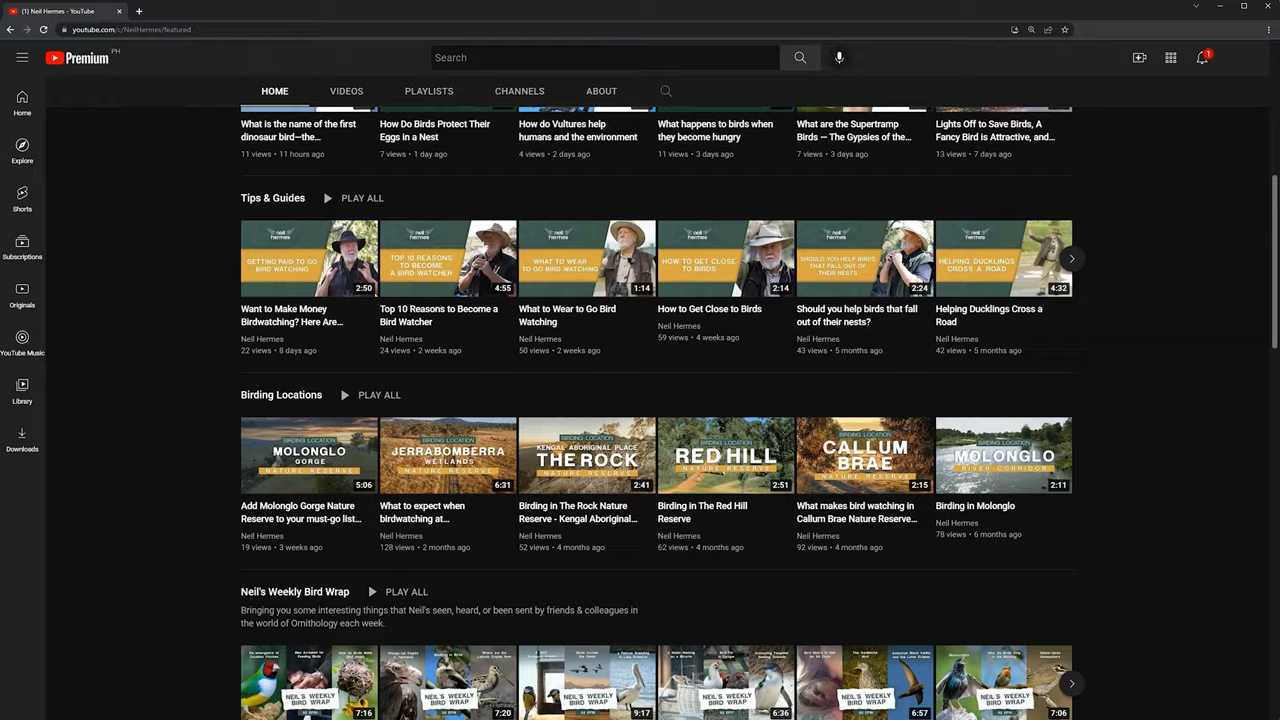 (1) Neil Hermes - YouTube
youtube.com/c/NeilHermes/featured
Premium PH
Search
1
HOME VIDEOS PLAYLISTS CHANNELS ABOUT
Home
Explore
Shorts
Subscriptions
Originals
YouTube Music
Library
Downloads
What is the name of the first
dinosaur bird—the...
11 views • 11 hours ago
How Do Birds Protect Their
Eggs in a Nest
7 views • 1 day ago
How do Vultures help
humans and the environment
4 views • 2 days ago
What happens to birds when
they become hungry
11 views • 3 days ago
What are the Supertramp
Birds — The Gypsies of the...
7 views • 3 days ago
Lights Off to Save Birds, A
Fancy Bird is Attractive, and...
13 views • 7 days ago
Tips & Guides PLAY ALL
neil
hermes
GETTING PAID TO GO
BIRD WATCHING
2:50
Want to Make Money
Birdwatching? Here Are...
Neil Hermes
22 views • 8 days ago
neil
hermes
TOP 10 REASONS
TO BECOME
A BIRD WATCHER
4:55
Top 10 Reasons to Become a
Bird Watcher
Neil Hermes
24 views • 2 weeks ago
neil
hermes
WHAT TO WEAR
TO GO BIRD WATCHING
1:14
What to Wear to Go Bird
Watching
Neil Hermes
50 views • 2 weeks ago
neil
hermes
HOW TO GET CLOSE
TO BIRDS
2:14
How to Get Close to Birds
Neil Hermes
59 views • 4 weeks ago
neil
hermes
SHOULD YOU HELP BIRDS
THAT FALL OUT
OF THEIR NESTS?
2:24
Should you help birds that fall
out of their nests?
Neil Hermes
43 views • 5 months ago
neil
hermes
HELPING DUCKLINGS
CROSS A ROAD
4:32
Helping Ducklings Cross a
Road
Neil Hermes
42 views • 5 months ago
Birding Locations PLAY ALL
BIRDING LOCATION
MOLONGLO
GORGE
NATURE RESERVE
5:06
Add Molonglo Gorge Nature
Reserve to your must-go list...
Neil Hermes
19 views • 3 weeks ago
BIRDING LOCATION
JERRABOMBERRA
WETLANDS
NATURE RESERVE
6:31
What to expect when
birdwatching at...
Neil Hermes
128 views • 2 months ago
BIRDING LOCATION
KENGAL ABORIGINAL PLACE
THE ROCK
NATURE RESERVE
2:41
Birding in The Rock Nature
Reserve - Kengal Aboriginal...
Neil Hermes
52 views • 4 months ago
BIRDING LOCATION
RED HILL
NATURE RESERVE
2:51
Birding in The Red Hill
Reserve
Neil Hermes
62 views • 4 months ago
BIRDING LOCATION
CALLUM
BRAE
NATURE RESERVE
2:15
What makes bird watching in
Callum Brae Nature Reserve...
Neil Hermes
92 views • 4 months ago
BIRDING LOCATION
MOLONGLO
RIVER CORRIDOR
2:11
Birding in Molonglo
Neil Hermes
78 views • 6 months ago
Neil's Weekly Bird Wrap PLAY ALL
Bringing you some interesting things that Neil's seen, heard, or been sent by friends & colleagues in
the world of Ornithology each week.
NEIL'S WEEKLY
BIRD WRAP
7:16
NEIL'S WEEKLY
BIRD WRAP
7:20
NEIL'S WEEKLY
BIRD WRAP
9:17
NEIL'S WEEKLY
BIRD WRAP
6:36
NEIL'S WEEKLY
BIRD WRAP
6:57
NEIL'S WEEKLY
BIRD WRAP
7:06